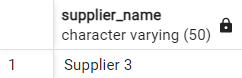 supplier_name
character varying (50)
1 Supplier 3